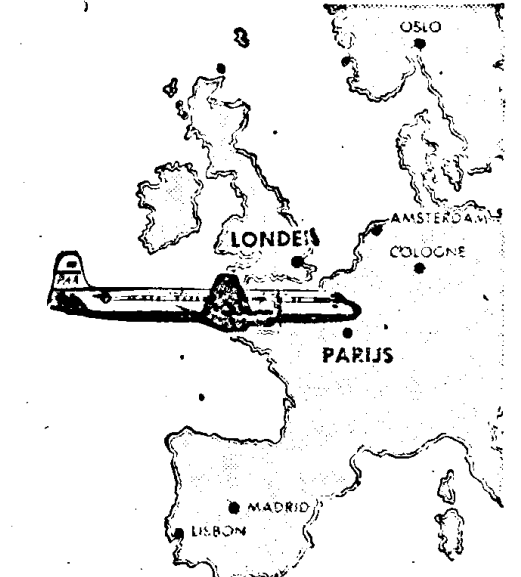 OSLO
AMSTERDAM
LONDEN
COLOGNE
PAA
PARIJS
MADRID
LISBON